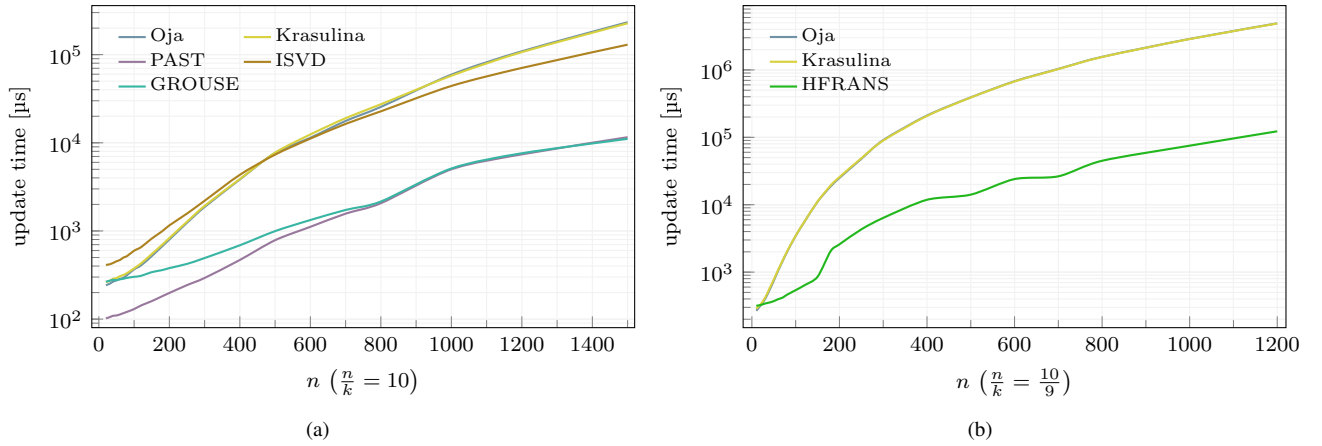 Oja
Krasulina
PAST
ISVD
GROUSE
update time [µs]
10^5
10^4
10^3
10^2
0 200 400 600 800 1000 1200 1400
n (n/k = 10)
(a)
Oja
Krasulina
HFRANS
update time [µs]
10^6
10^5
10^4
10^3
0 200 400 600 800 1000 1200
n (n/k = 10/9)
(b)